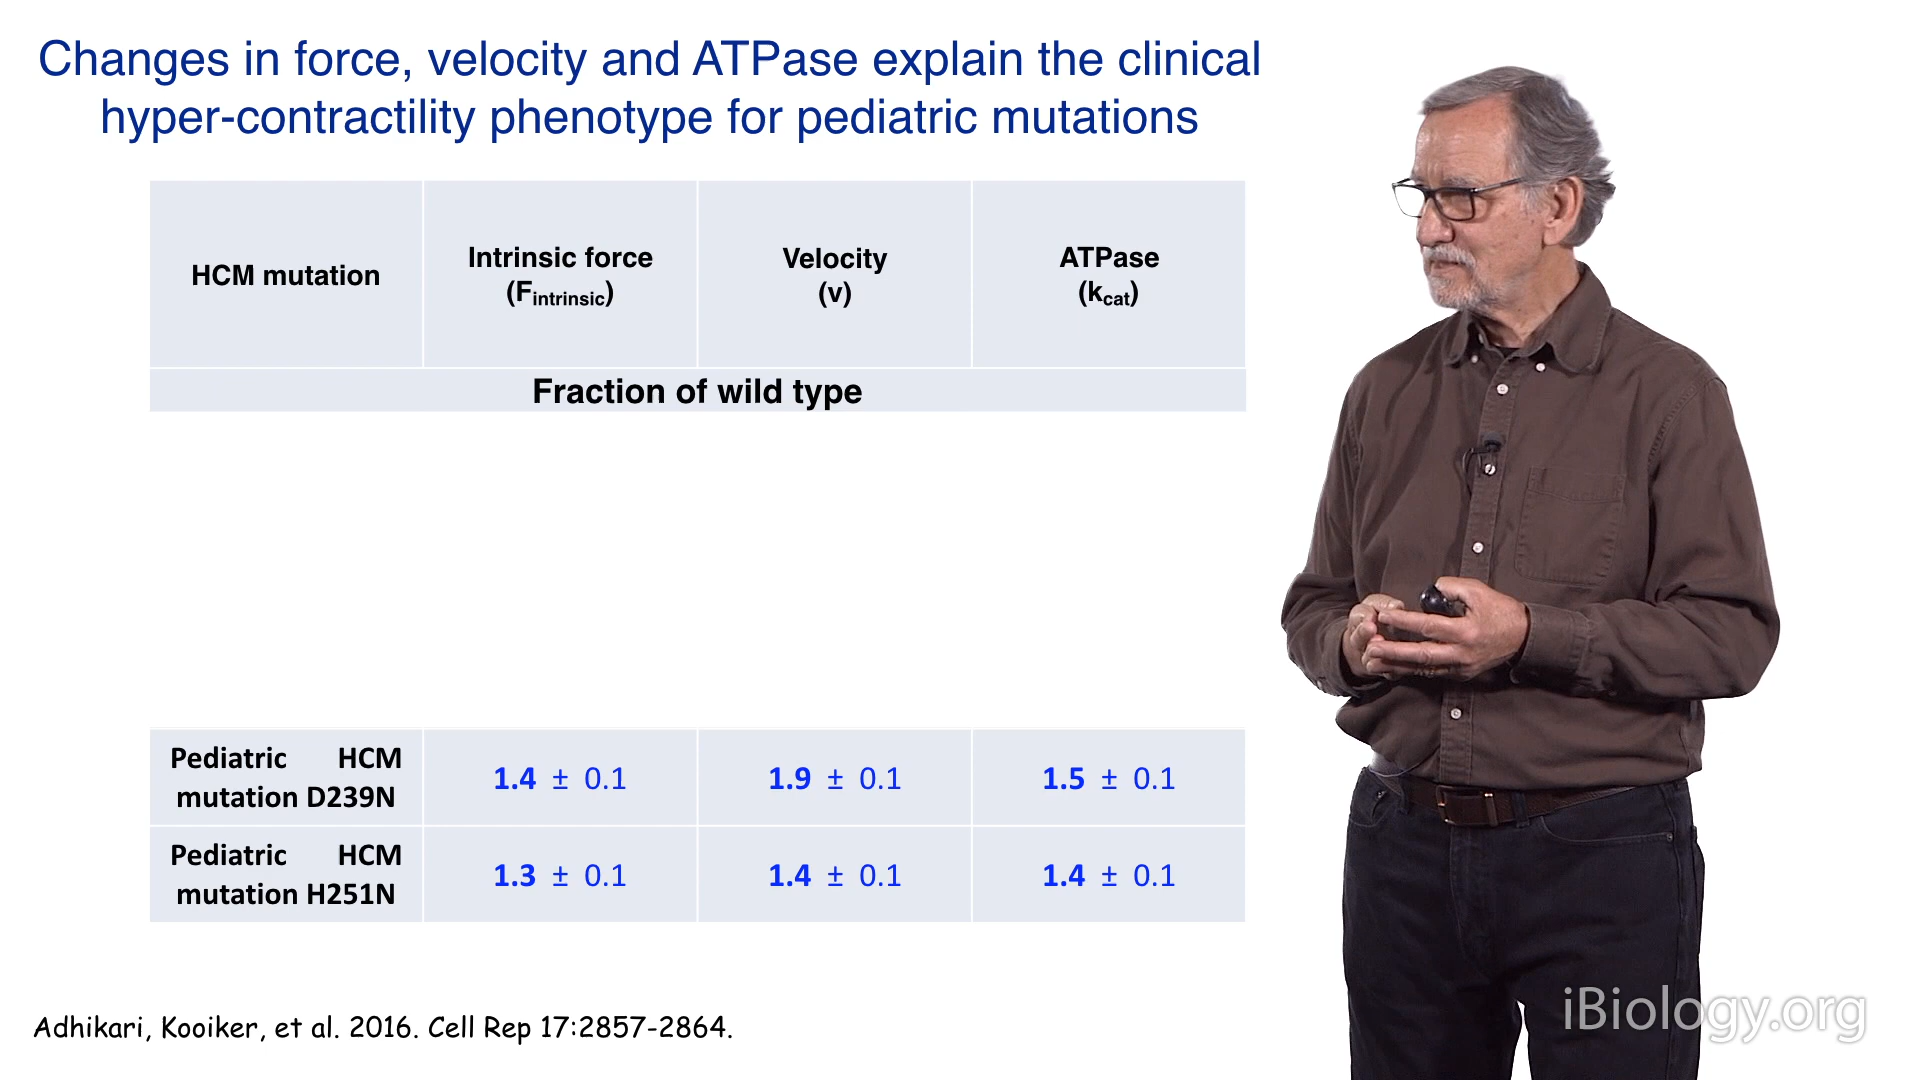 Changes in force, velocity and ATPase explain the clinical
hyper-contractility phenotype for pediatric mutations
HCM mutation
Intrinsic force
(Fintrinsic)
Velocity
(v)
ATPase
(kcat)
Fraction of wild type
Pediatric HCM
mutation D239N
1.4 ± 0.1
1.9 ± 0.1
1.5 ± 0.1
Pediatric HCM
mutation H251N
1.3 ± 0.1
1.4 ± 0.1
1.4 ± 0.1
Adhikari, Kooiker, et al. 2016. Cell Rep 17:2857-2864.
iBiology.org